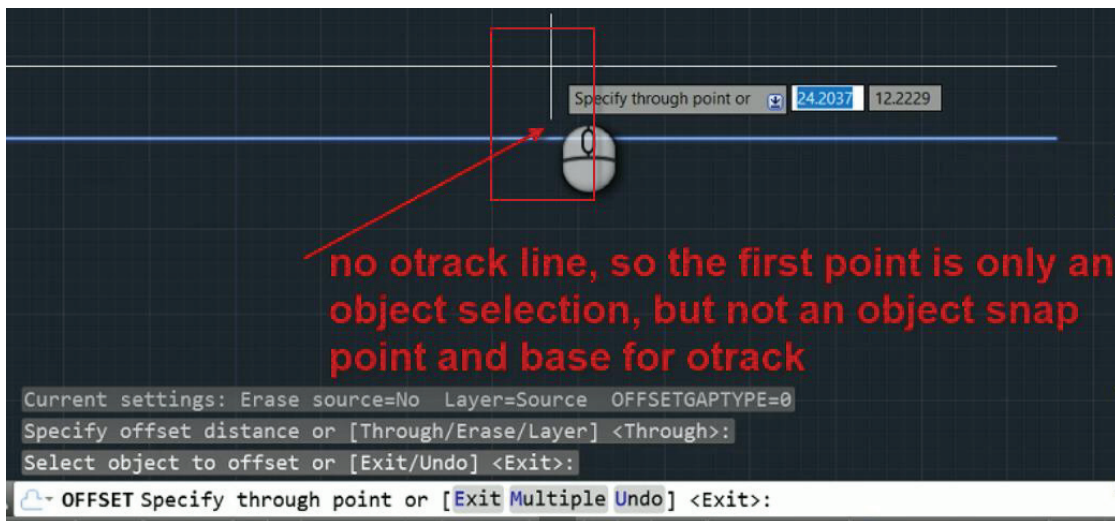 Specify through point or 24.2037 12.2229
no otrack line, so the first point is only an
object selection, but not an object snap
point and base for otrack
Current settings: Erase source=No Layer=Source OFFSETGAPTYPE=0
Specify offset distance or [Through/Erase/Layer] <Through>:
Select object to offset or [Exit/Undo] <Exit>:
OFFSET Specify through point or [Exit Multiple Undo] <Exit>: